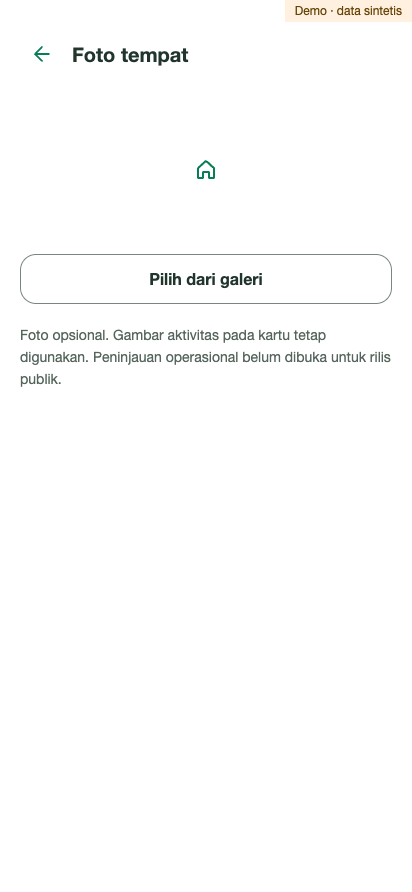 Demo · data sintetis
Foto tempat
Pilih dari galeri
Foto opsional. Gambar aktivitas pada kartu tetap
digunakan. Peninjauan operasional belum dibuka untuk rilis
publik.